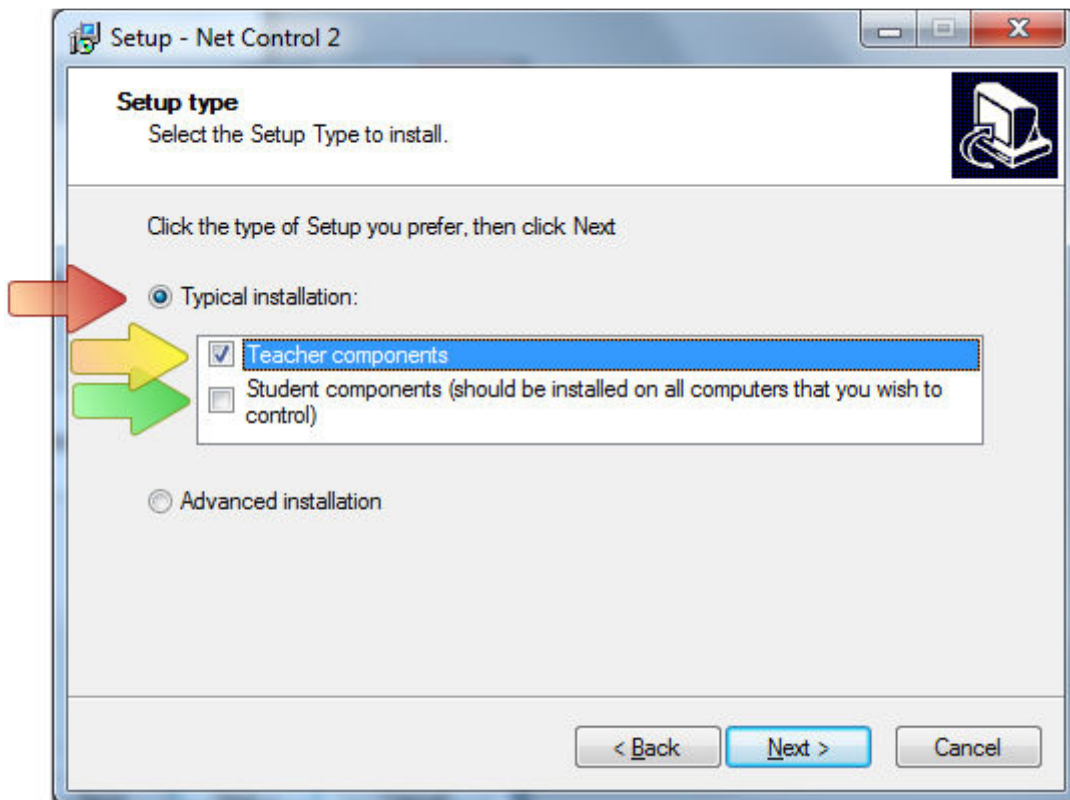 Setup - Net Control 2
Setup type
Select the Setup Type to install.
Click the type of Setup you prefer, then click Next
Typical installation:
Teacher components
Student components (should be installed on all computers that you wish to
control)
Advanced installation
< Back
Next >
Cancel